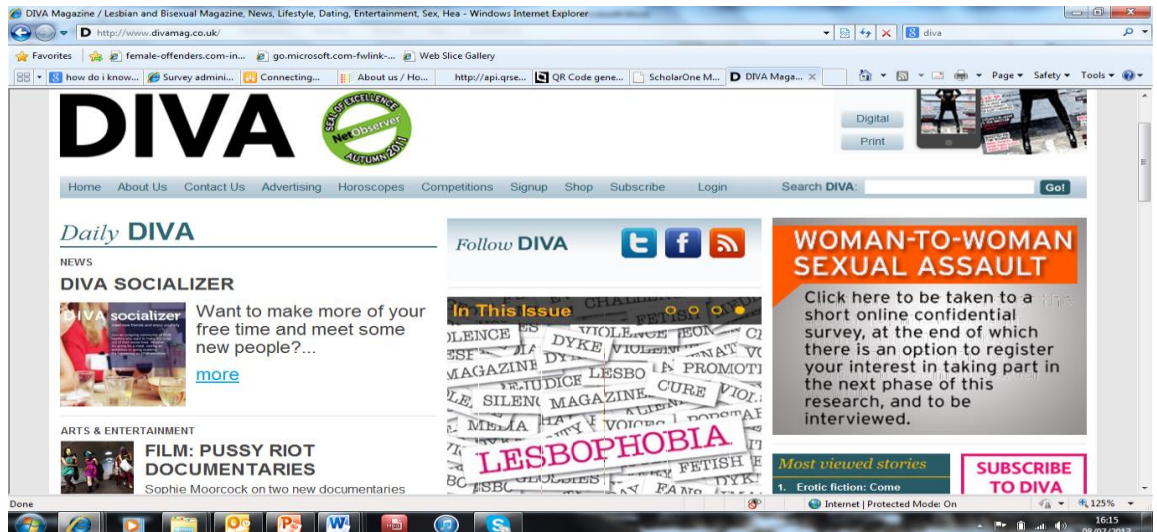 DIVA Magazine / Lesbian and Bisexual Magazine, News, Lifestyle, Dating, Entertainment, Sex, Hea - Windows Internet Explorer
http://www.divamag.co.uk/
diva
Favorites female-offenders.com-in... go.microsoft.com-fwlink-... Web Slice Gallery
how do i know... Survey admini... Connecting... About us / Ho... http://api.qrse... QR Code gene... ScholarOne M... DIVA Maga... Page Safety Tools
DIVA
SEAL OF EXCELLENCE
NetObserver
AUTUMN 2011
Digital
Print
Home About Us Contact Us Advertising Horoscopes Competitions Signup Shop Subscribe Login Search DIVA: Go!
Daily DIVA
NEWS
DIVA SOCIALIZER
DIVA socializer
Want to make more of your
free time and meet some
new people?...
more
ARTS & ENTERTAINMENT
FILM: PUSSY RIOT
DOCUMENTARIES
Sophie Moorcock on two new documentaries
Follow DIVA
In This Issue
DYKE
MAGAZINE LESBO PROMOTI
SILEN MAGAZINE CURE
MEDIA
LESBOPHOBIA
FETISH
WOMAN-TO-WOMAN
SEXUAL ASSAULT
Click here to be taken to a
short online confidential
survey, at the end of which
there is an option to register
your interest in taking part in
the next phase of this
research, and to be
interviewed.
Most viewed stories
1. Erotic fiction: Come
SUBSCRIBE
TO DIVA
Done Internet | Protected Mode: On 125%
16:15